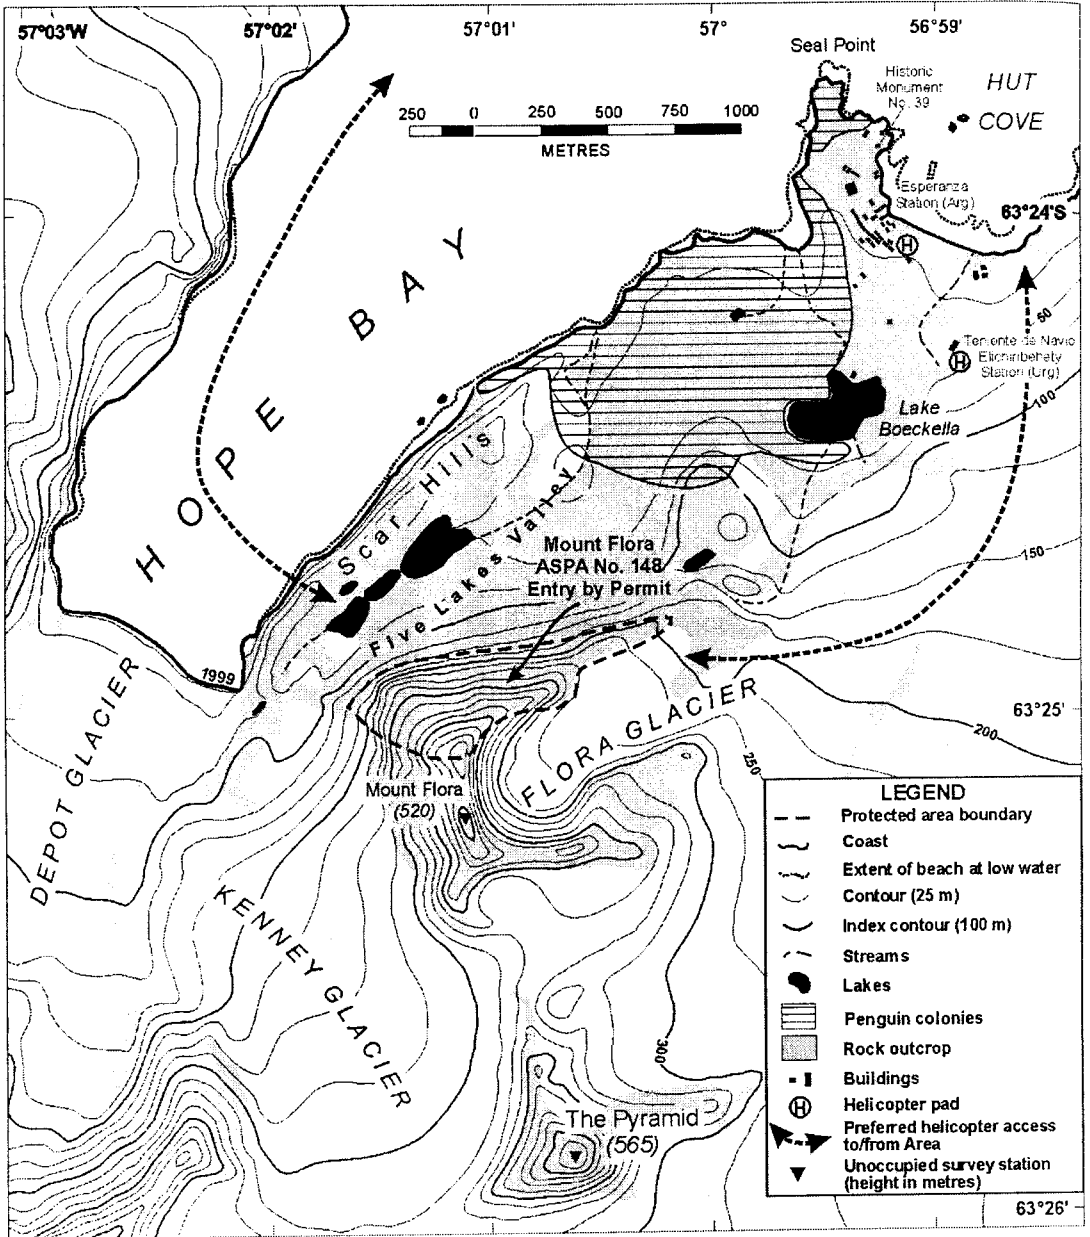 57°03'W
57°02'
57°01'
57°
56°59'
Seal Point
Historic
Monument
No. 39
HUT
COVE
250 0 250 500 750 1000
METRES
Esperanza
Station (Arg)
63°24'S
H
HOPE BAY
50
Teniente de Navio
Station (Urg)
H
100
Lake
Boeckella
Scar Hills
Five Lakes Valley
Mount Flora
ASPA No. 148
Entry by Permit
150
1999
DEPOT GLACIER
FLORA GLACIER
63°25'
200
250
Mount Flora
(520)
KENNEY GLACIER
300
The Pyramid
(565)
LEGEND
Protected area boundary
Coast
Extent of beach at low water
Contour (25 m)
Index contour (100 m)
Streams
Lakes
Penguin colonies
Rock outcrop
Buildings
H
Helicopter pad
Preferred helicopter access
to/from Area
Unoccupied survey station
(height in metres)
63°26'